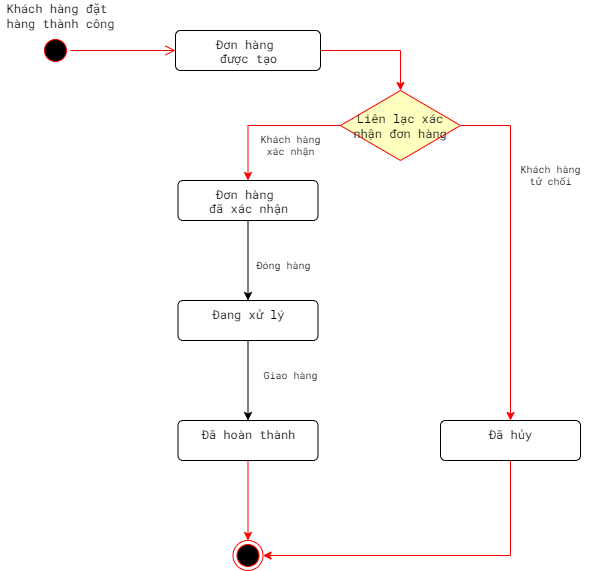 Khách hàng đặt
hàng thành công
Đơn hàng
được tạo
Liên lạc xác
nhận đơn hàng
Khách hàng
xác nhận
Khách hàng
tử chối
Đơn hàng
đã xác nhận
Đóng hàng
Đang xử lý
Giao hàng
Đã hoàn thành
Đã hủy